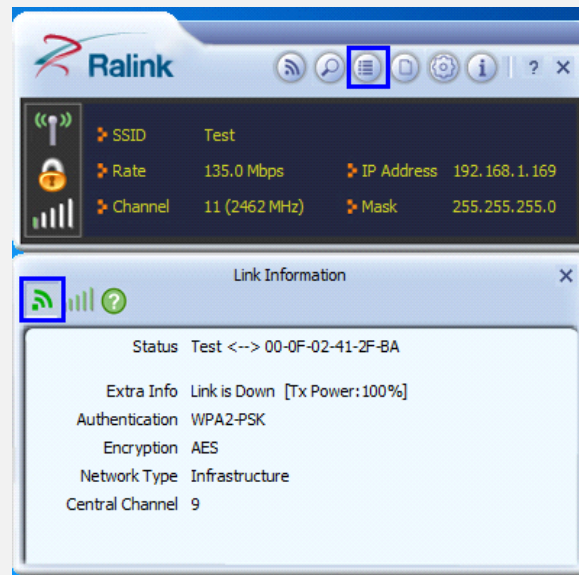 Ralink
? ×
SSID Test
Rate 135.0 Mbps IP Address 192.168.1.169
Channel 11 (2462 MHz) Mask 255.255.255.0
Link Information ×
?
Status Test <--> 00-0F-02-41-2F-BA
Extra Info Link is Down [Tx Power:100%]
Authentication WPA2-PSK
Encryption AES
Network Type Infrastructure
Central Channel 9